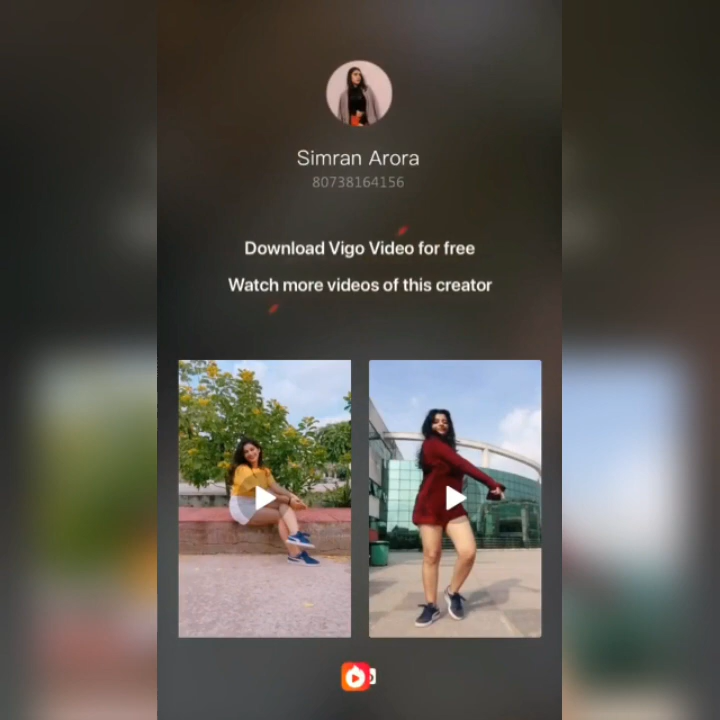 Simran Arora
80738164156
Download Vigo Video for free
Watch more videos of this creator